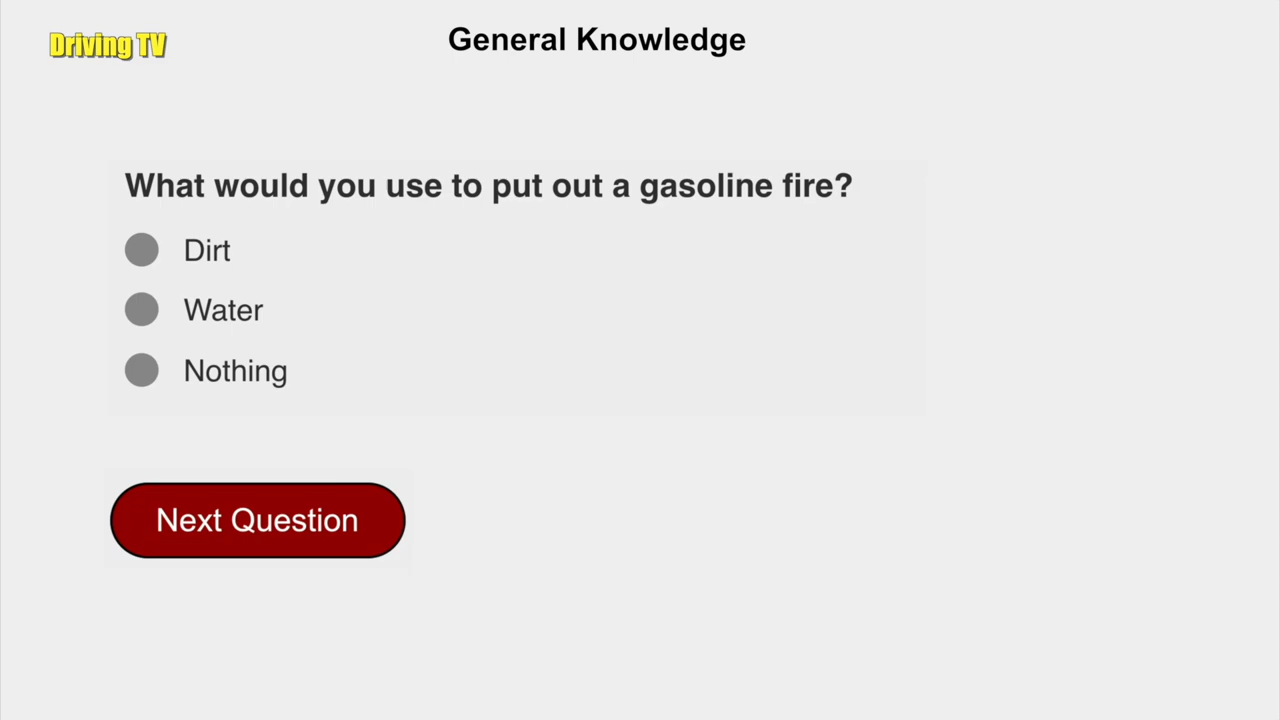 Driving TV
General Knowledge
What would you use to put out a gasoline fire?
Dirt
Water
Nothing
Next Question